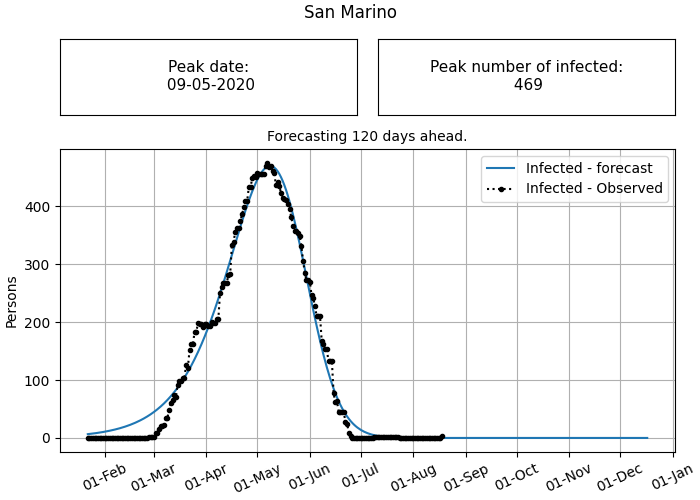 San Marino
Peak date:
09-05-2020
Peak number of infected:
469
Forecasting 120 days ahead.
Infected - forecast
Infected - Observed
Persons
400
300
200
100
0
01-Feb
01-Mar
01-Apr
01-May
01-Jun
01-Jul
01-Aug
01-Sep
01-Oct
01-Nov
01-Dec
01-Jan